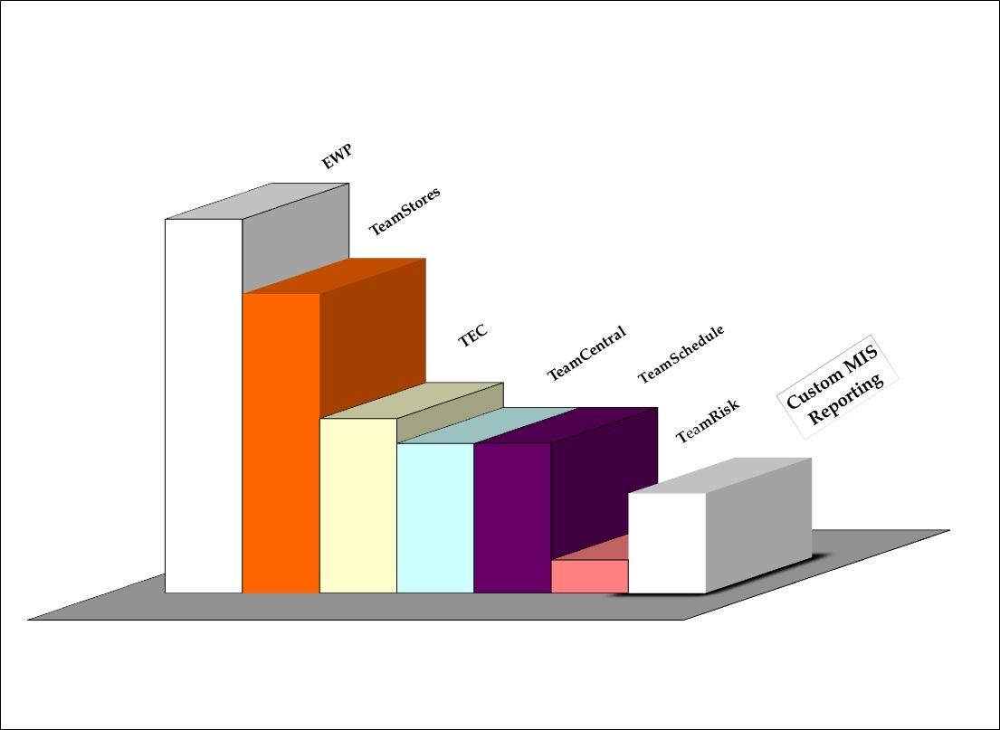 EWP
TeamStores
TEC
TeamCentral
TeamSchedule
TeamRisk
Custom MIS
Reporting